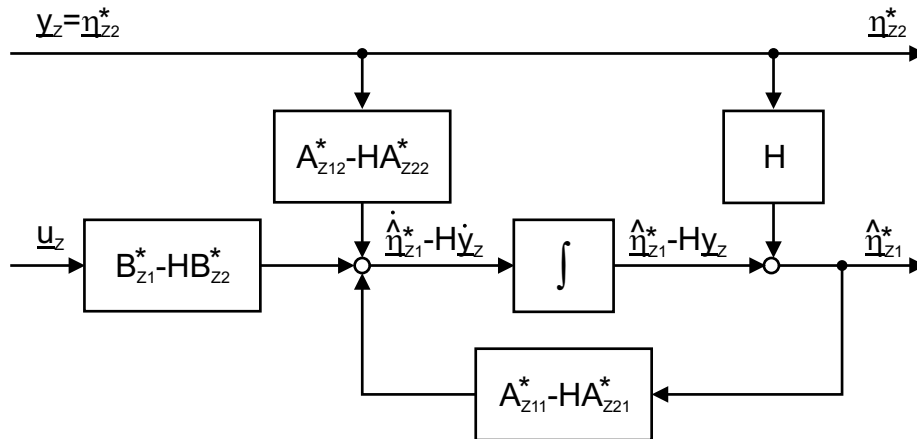 y_z=η*_Z2
η*_Z2
A*_Z12-HA*_Z22
H
u_z
B*_Z1-HB*_Z2
η̂̇*_Z1-Hẏ_z
∫
η̂*_Z1-Hy_z
η̂*_Z1
A*_Z11-HA*_Z21